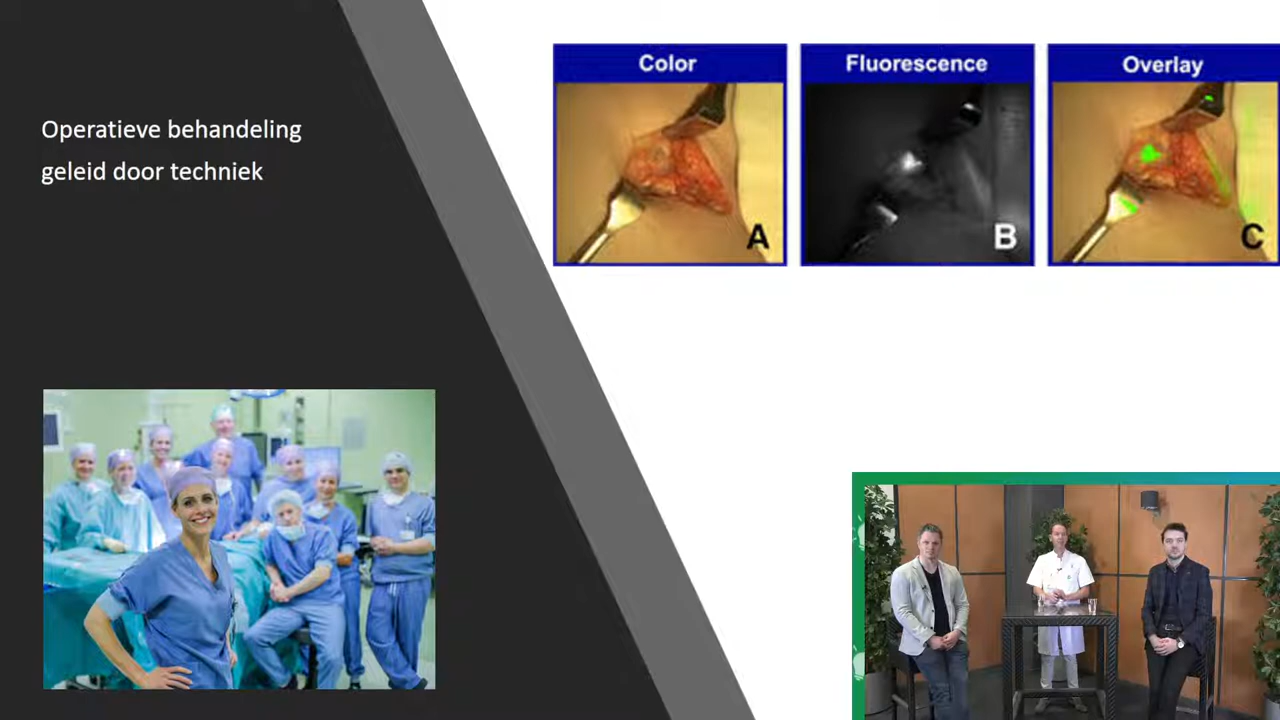 Operatieve behandeling
geleid door techniek
Color
Fluorescence
Overlay
A
B
C